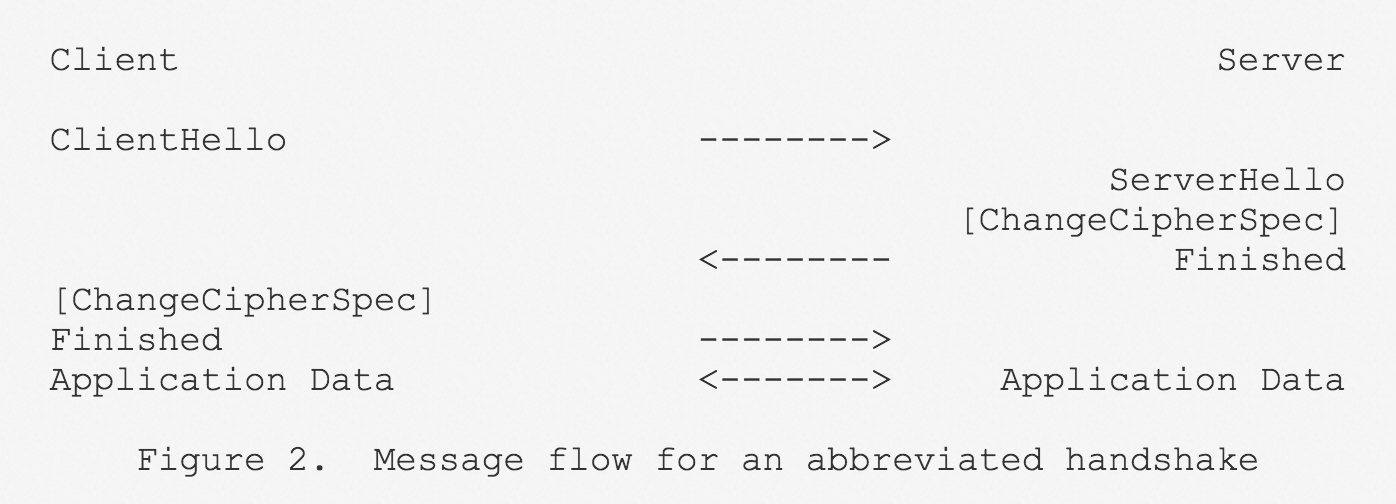 Client Server
ClientHello -------->
ServerHello
[ChangeCipherSpec]
<-------- Finished
[ChangeCipherSpec]
Finished -------->
Application Data <-------> Application Data
Figure 2. Message flow for an abbreviated handshake